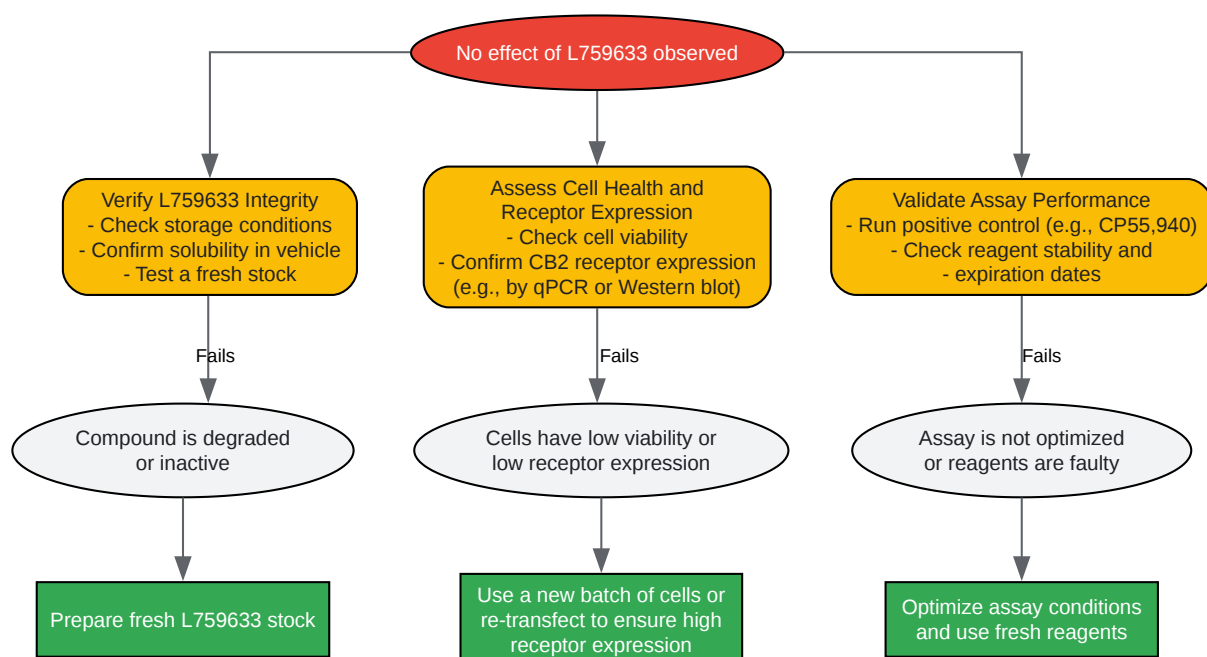 No effect of L759633 observed
Verify L759633 Integrity
- Check storage conditions
- Confirm solubility in vehicle
- Test a fresh stock
Assess Cell Health and
Receptor Expression
- Check cell viability
- Confirm CB2 receptor expression
(e.g., by qPCR or Western blot)
Validate Assay Performance
- Run positive control (e.g., CP55,940)
- Check reagent stability and
- expiration dates
Fails
Fails
Fails
Compound is degraded
or inactive
Cells have low viability or
low receptor expression
Assay is not optimized
or reagents are faulty
Prepare fresh L759633 stock
Use a new batch of cells or
re-transfect to ensure high
receptor expression
Optimize assay conditions
and use fresh reagents